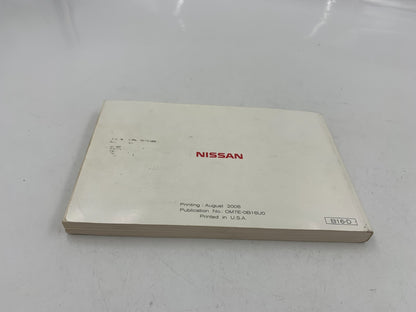 NISSAN
Printing : August 2006
Publication No. OM7E-0B16U0
Printed in U.S.A.
B16-D